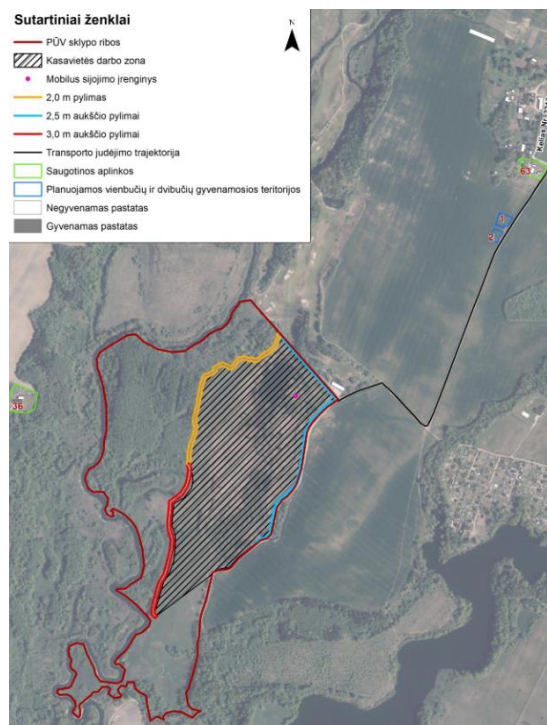 Sutartiniai ženklai
PŪV sklypo ribos
Kasavietės darbo zona
Mobilus sijojimo įrenginys
2,0 m pylimas
2,5 m aukščio pylimai
3,0 m aukščio pylimai
Transporto judėjimo trajektorija
Saugotinos aplinkos
Planuojamos vienbučių ir dvibučių gyvenamosios teritorijos
Negyvenamas pastatas
Gyvenamas pastatas
N
63
1
2
36